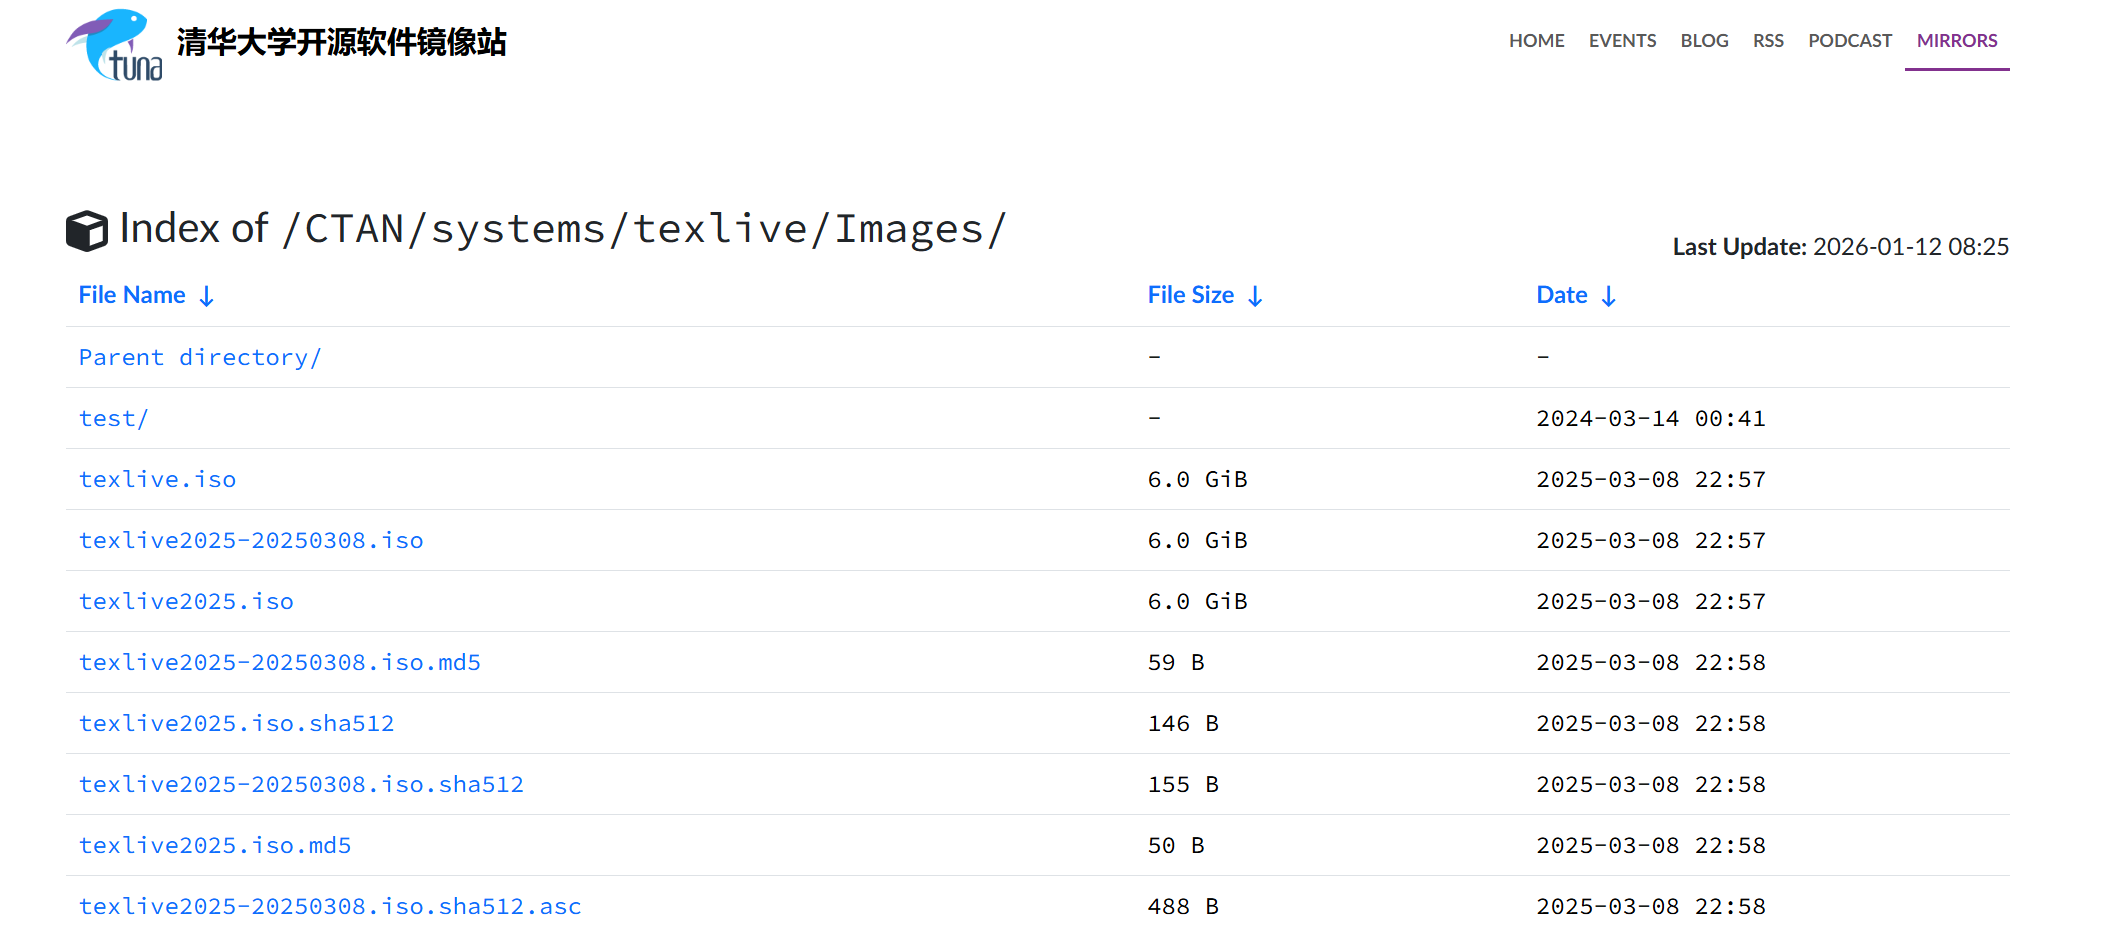 tuna
清华大学开源软件镜像站
HOME EVENTS BLOG RSS PODCAST MIRRORS
Index of /CTAN/systems/texlive/Images/
Last Update: 2026-01-12 08:25
File Name ↓ File Size ↓ Date ↓
Parent directory/ - -
test/ - 2024-03-14 00:41
texlive.iso 6.0 GiB 2025-03-08 22:57
texlive2025-20250308.iso 6.0 GiB 2025-03-08 22:57
texlive2025.iso 6.0 GiB 2025-03-08 22:57
texlive2025-20250308.iso.md5 59 B 2025-03-08 22:58
texlive2025.iso.sha512 146 B 2025-03-08 22:58
texlive2025-20250308.iso.sha512 155 B 2025-03-08 22:58
texlive2025.iso.md5 50 B 2025-03-08 22:58
texlive2025-20250308.iso.sha512.asc 488 B 2025-03-08 22:58